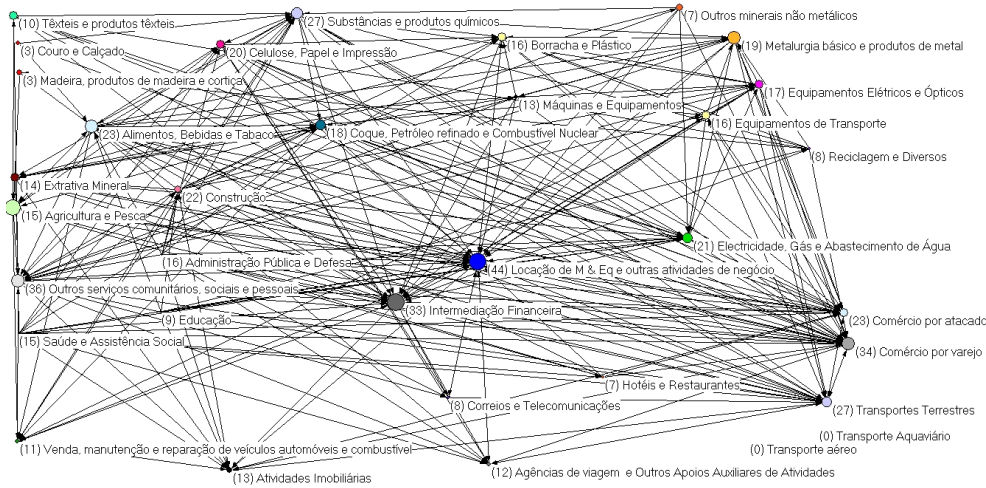 (10) Têxteis e produtos têxteis
(27) Substâncias e produtos químicos
(7) Outros minerais não metálicos
(3) Couro e Calçado
(20) Celulose, Papel e Impressão
(16) Borracha e Plástico
(19) Metalurgia básico e produtos de metal
(3) Madeira, produtos de madeira e cortiça
(17) Equipamentos Elétricos e Ópticos
(13) Máquinas e Equipamentos
(16) Equipamentos de Transporte
(23) Alimentos, Bebidas e Tabaco
(18) Coque, Petróleo refinado e Combustível Nuclear
(8) Reciclagem e Diversos
(14) Extrativa Mineral
(22) Construção
(15) Agricultura e Pesca
(21) Electricidade, Gás e Abastecimento de Água
(16) Administração Pública e Defesa
(44) Locação de M & Eq e outras atividades de negócio
(36) Outros serviços comunitários, sociais e pessoais
(33) Intermediação Financeira
(9) Educação
(23) Comércio por atacado
(15) Saúde e Assistência Social
(34) Comércio por varejo
(7) Hotéis e Restaurantes
(8) Correios e Telecomunicações
(27) Transportes Terrestres
(0) Transporte Aquaviário
(11) Venda, manutenção e reparação de veículos automóveis e combustível
(0) Transporte aéreo
(13) Atividades Imobiliárias
(12) Agências de viagem e Outros Apoios Auxiliares de Atividades